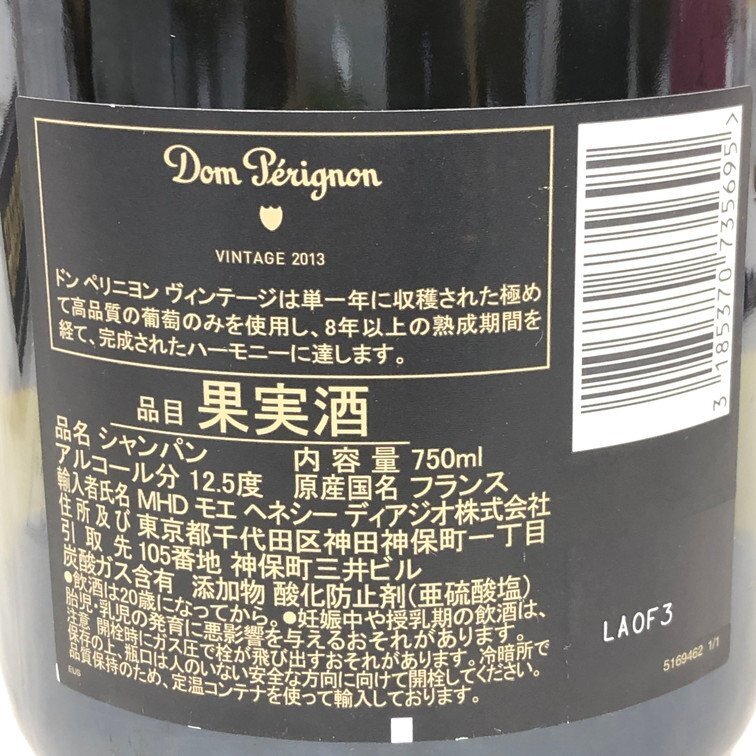 Dom Pérignon
VINTAGE 2013
ドン ペリニヨン ヴィンテージは単一年に収穫された極め
て高品質の葡萄のみを使用し、8年以上の熟成期間を
経て、完成されたハーモニーに達します。
品目 果実酒
品名 シャンパン 内容量 750ml
アルコール分 12.5度 原産国名 フランス
輸入者氏名 MHD モエ ヘネシー ディアジオ株式会社
住所及び 東京都千代田区神田神保町一丁目
引取先 105番地 神保町三井ビル
炭酸ガス含有 添加物 酸化防止剤(亜硫酸塩)
●飲酒は20歳になってから。●妊娠中や授乳期の飲酒は、
胎児・乳児の発育に悪影響を与えるおそれがあります。
注意 開栓時にガス圧で栓が飛び出すおそれがあります。冷暗所で
保存の上、瓶口は人のいない安全な方向に向けて開栓してください。
品質保持のため、定温コンテナを使って輸入しております。
EUS
3 185370 735695 >
LAOF3
5169462 1/1